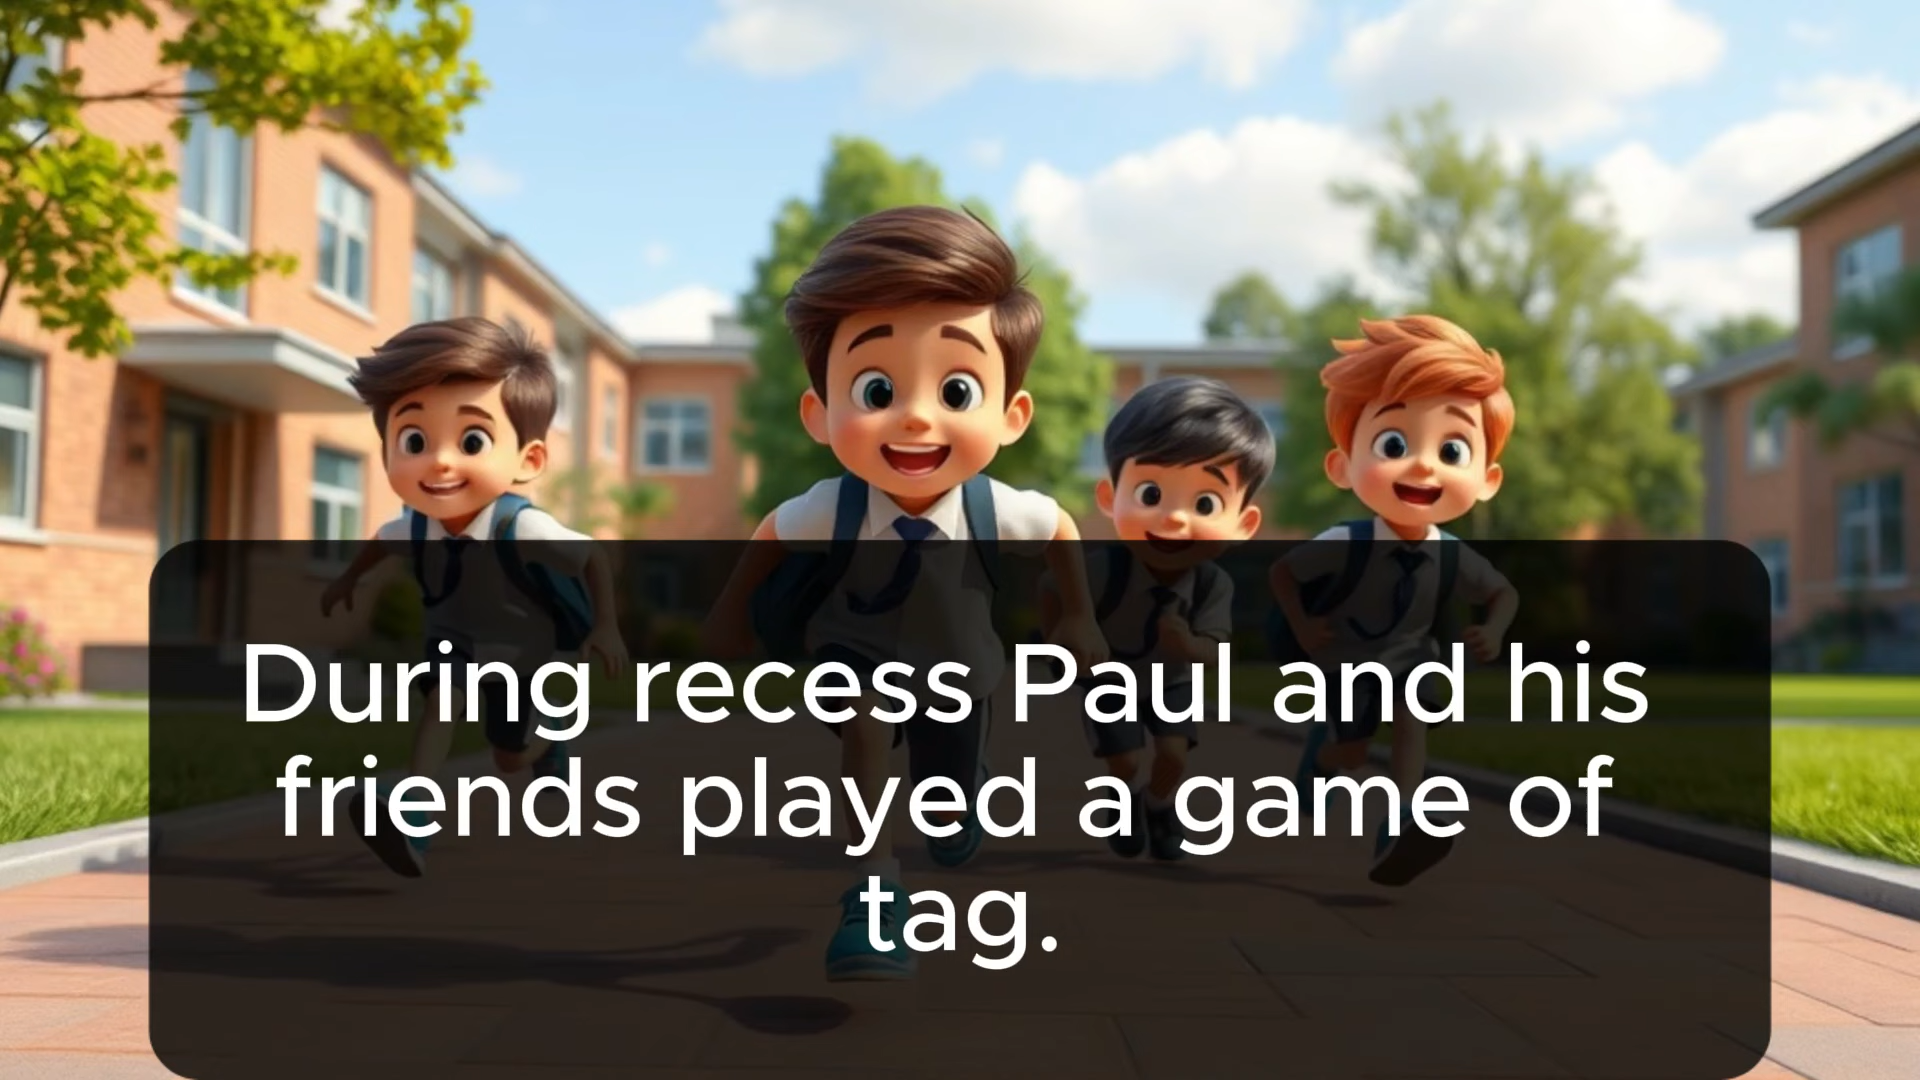 During recess Paul and his
friends played a game of
tag.